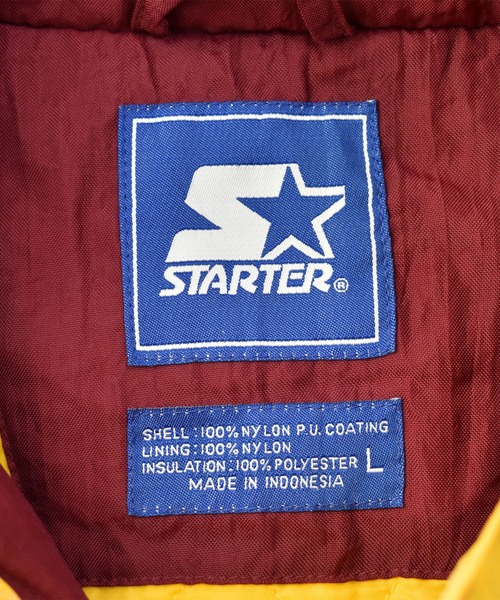 STARTER®
SHELL:100% NYLON P.U. COATING
LINING:100% NYLON
INSULATION:100% POLYESTER L
MADE IN INDONESIA